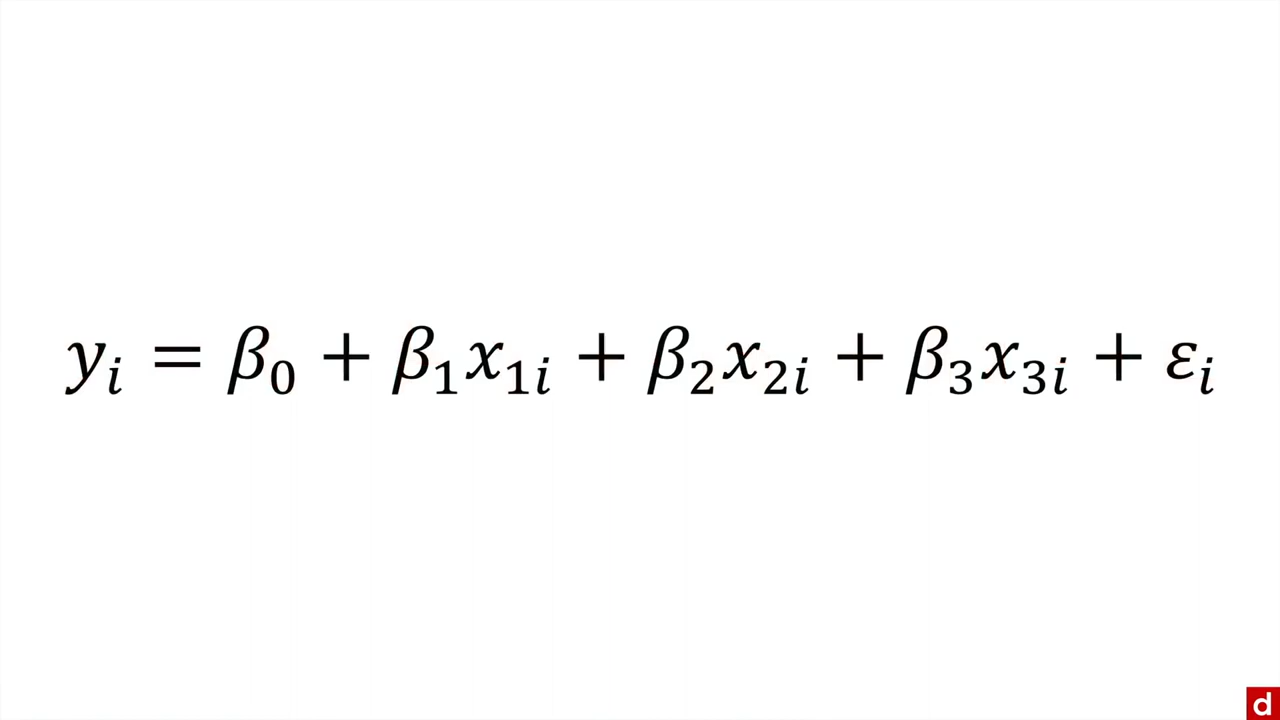 yᵢ = β₀ + β₁x₁ᵢ + β₂x₂ᵢ + β₃x₃ᵢ + εᵢ
d